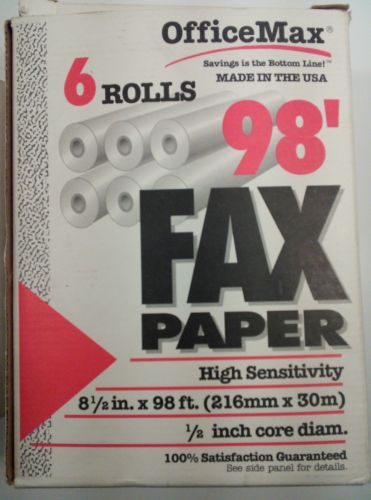 OfficeMax®
Savings is the Bottom Line!™
MADE IN THE USA
6 ROLLS
98'
FAX
PAPER
High Sensitivity
8½ in. x 98 ft. (216mm x 30m)
½ inch core diam.
100% Satisfaction Guaranteed
See side panel for details.